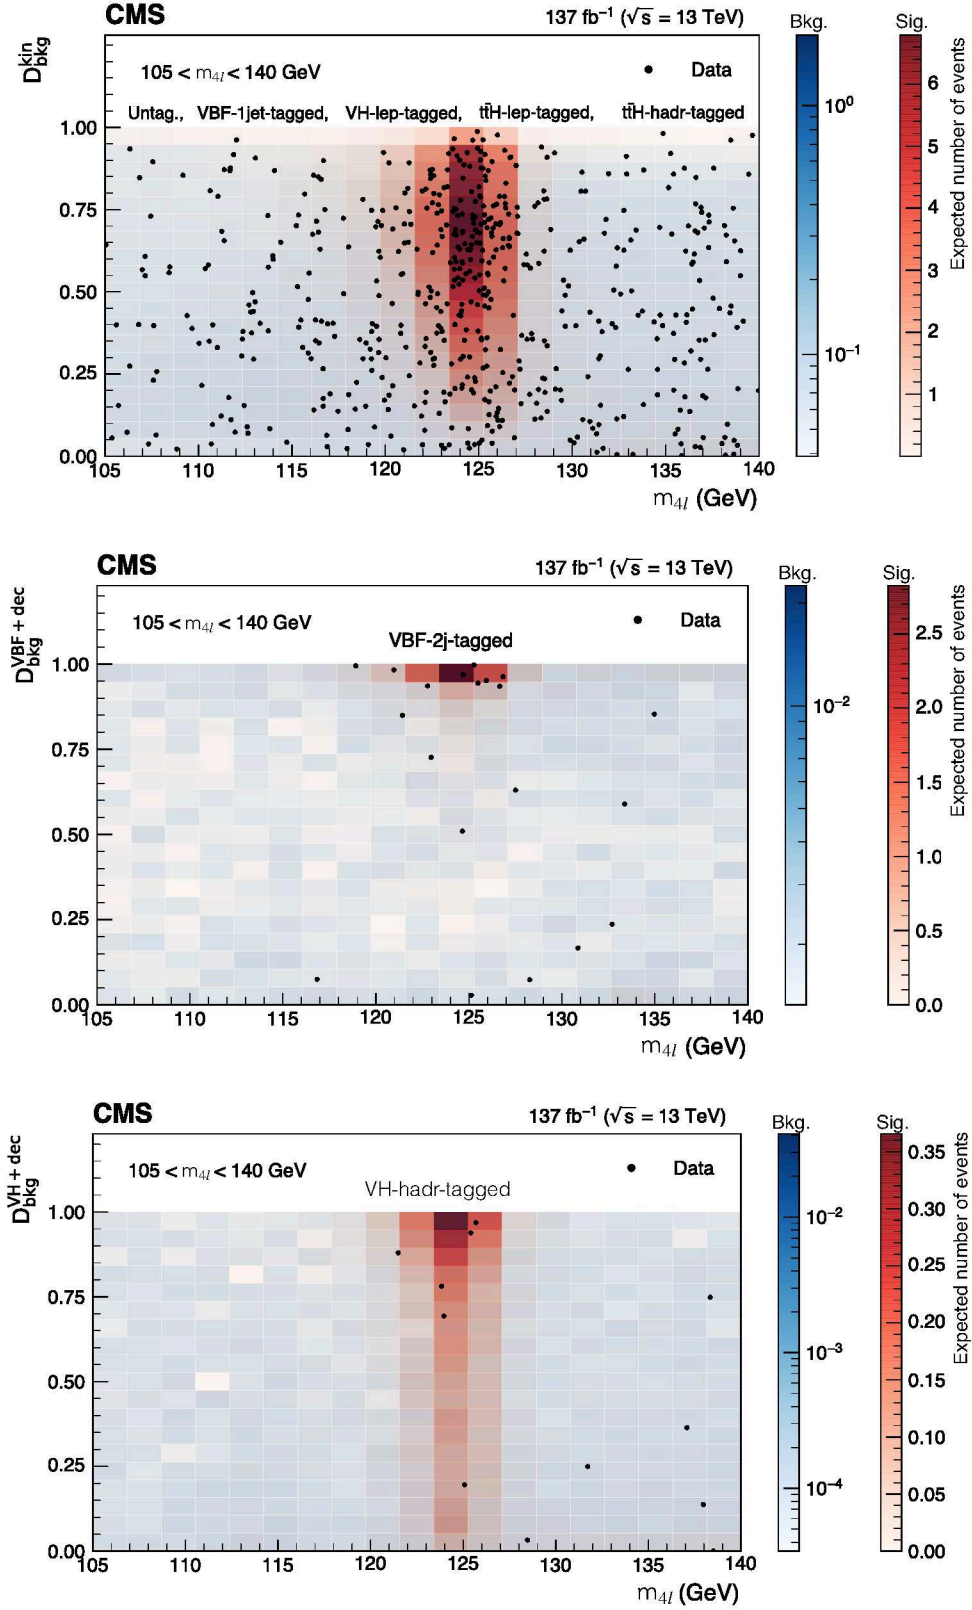 CMS 137 fb⁻¹ (√s = 13 TeV) Bkg. Sig.
D^kin_bkg
105 < m₄ₗ < 140 GeV Data
Untag., VBF-1jet-tagged, VH-lep-tagged, tt̄H-lep-tagged, tt̄H-hadr-tagged
1.00
0.75
0.50
0.25
0.00
105 110 115 120 125 130 135 140
m₄ₗ (GeV)
10⁰
10⁻¹
6
5
4
3
2
1
Expected number of events
CMS 137 fb⁻¹ (√s = 13 TeV) Bkg. Sig.
D^VBF + dec_bkg
105 < m₄ₗ < 140 GeV Data
VBF-2j-tagged
1.00
0.75
0.50
0.25
0.00
105 110 115 120 125 130 135 140
m₄ₗ (GeV)
10⁻²
2.5
2.0
1.5
1.0
0.5
0.0
Expected number of events
CMS 137 fb⁻¹ (√s = 13 TeV) Bkg. Sig.
D^VH + dec_bkg
105 < m₄ₗ < 140 GeV Data
VH-hadr-tagged
1.00
0.75
0.50
0.25
0.00
105 110 115 120 125 130 135 140
m₄ₗ (GeV)
10⁻²
10⁻³
10⁻⁴
0.35
0.30
0.25
0.20
0.15
0.10
0.05
0.00
Expected number of events